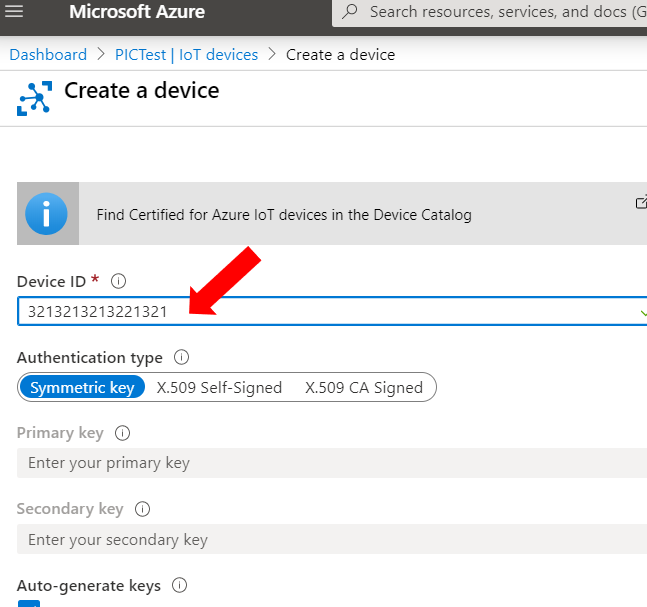 Microsoft Azure
Search resources, services, and docs (G
Dashboard > PICTest | IoT devices > Create a device
Create a device
Find Certified for Azure IoT devices in the Device Catalog
Device ID *
3213213213221321
Authentication type
Symmetric key X.509 Self-Signed X.509 CA Signed
Primary key
Enter your primary key
Secondary key
Enter your secondary key
Auto-generate keys